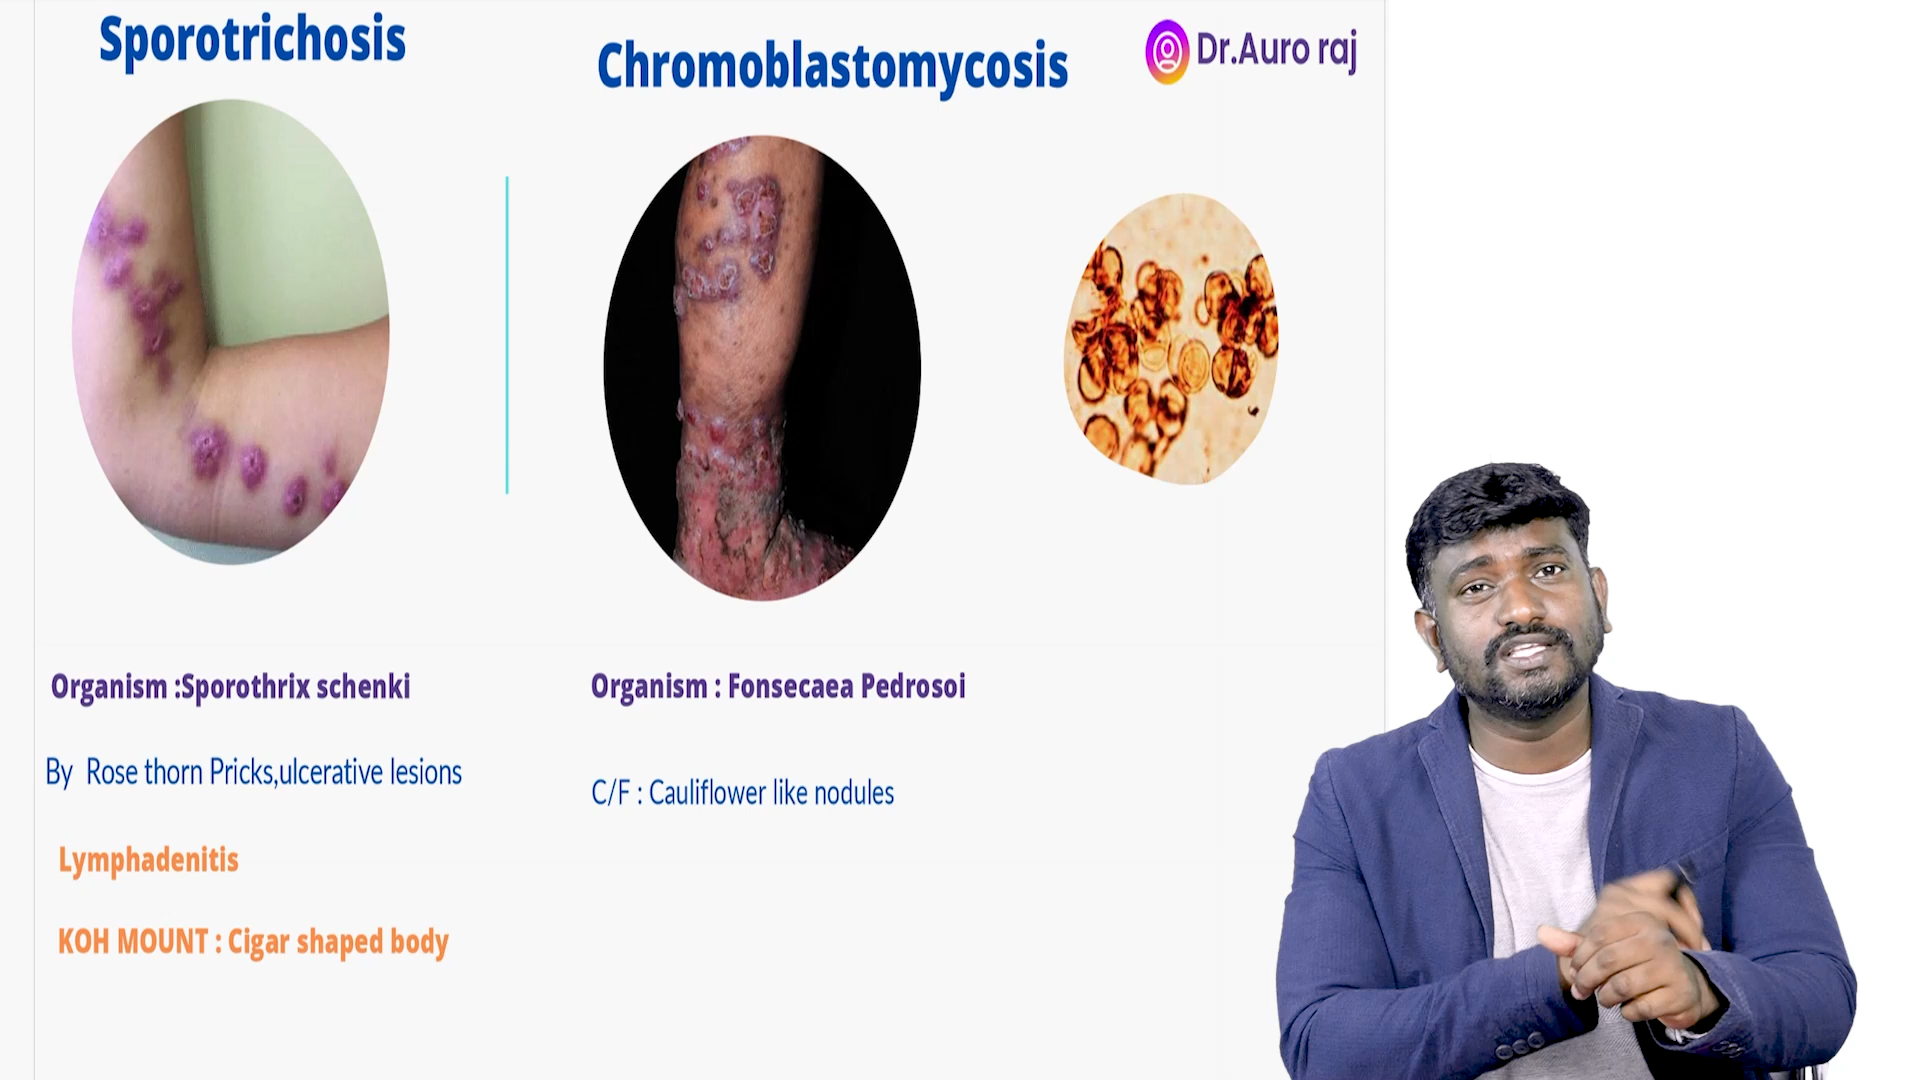 Sporotrichosis
Chromoblastomycosis
Dr.Auro raj
Organism :Sporothrix schenki
By Rose thorn Pricks,ulcerative lesions
Lymphadenitis
KOH MOUNT : Cigar shaped body
Organism : Fonsecaea Pedrosoi
C/F : Cauliflower like nodules